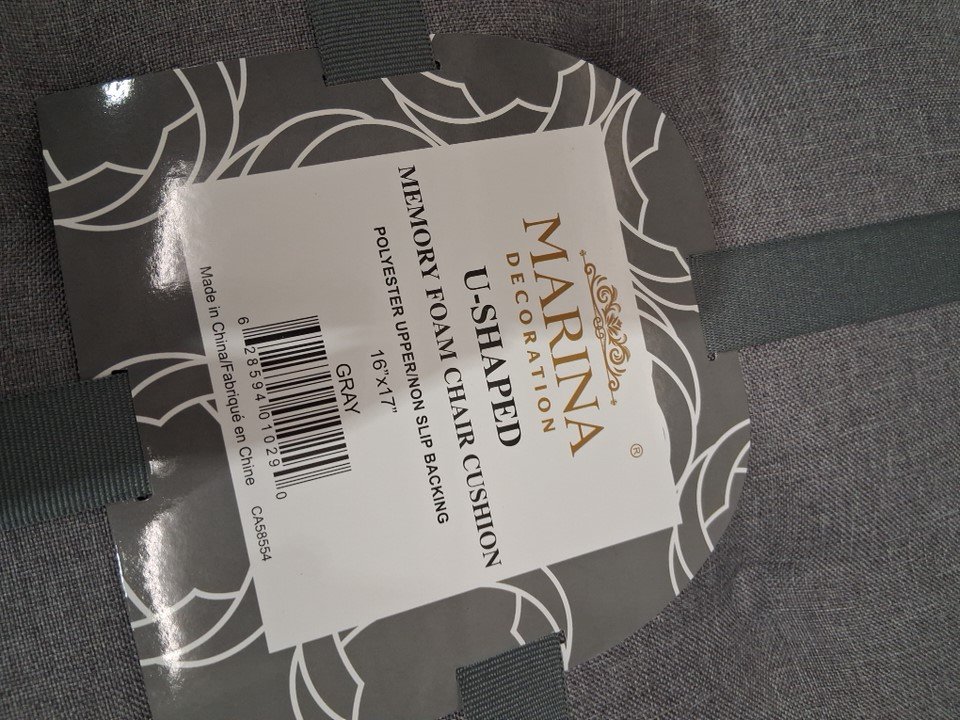 MARINA®
DECORATION
U-SHAPED
MEMORY FOAM CHAIR CUSHION
POLYESTER UPPER/NON SLIP BACKING
16"x17"
GRAY
6 28594 01029 0
Made in China/Fabriqué en Chine CA58554